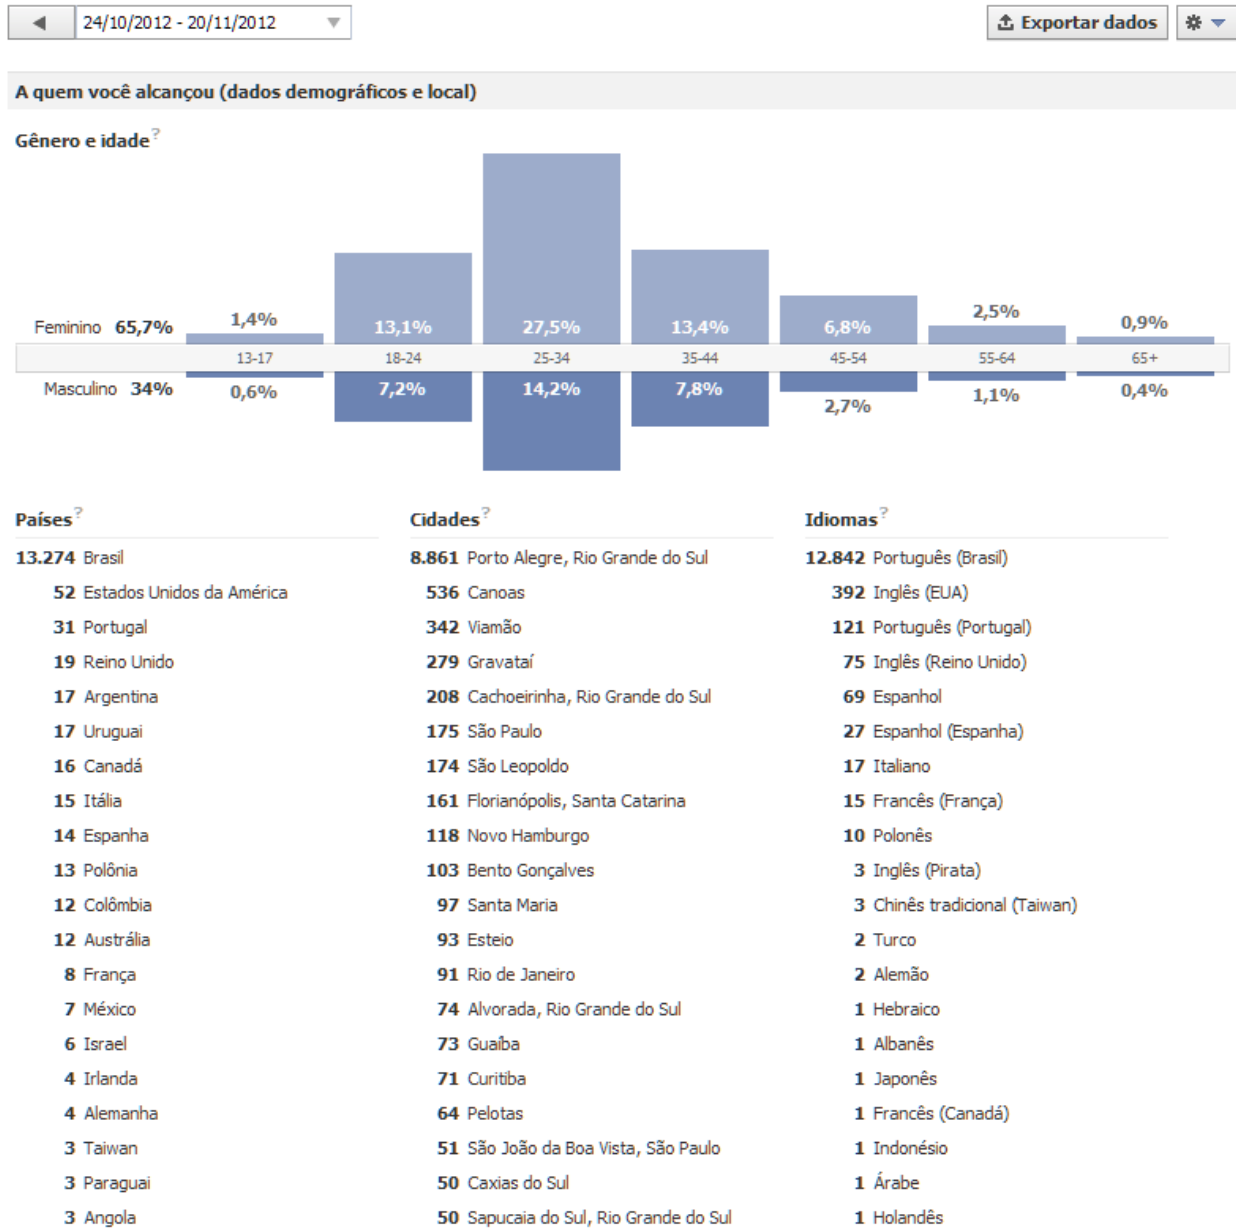 24/10/2012 - 20/11/2012
Exportar dados
A quem você alcançou (dados demográficos e local)
Gênero e idade?
Feminino 65,7% 1,4% 13,1% 27,5% 13,4% 6,8% 2,5% 0,9%
13-17 18-24 25-34 35-44 45-54 55-64 65+
Masculino 34% 0,6% 7,2% 14,2% 7,8% 2,7% 1,1% 0,4%
Países?
13.274 Brasil
52 Estados Unidos da América
31 Portugal
19 Reino Unido
17 Argentina
17 Uruguai
16 Canadá
15 Itália
14 Espanha
13 Polônia
12 Colômbia
12 Austrália
8 França
7 México
6 Israel
4 Irlanda
4 Alemanha
3 Taiwan
3 Paraguai
3 Angola
Cidades?
8.861 Porto Alegre, Rio Grande do Sul
536 Canoas
342 Viamão
279 Gravataí
208 Cachoeirinha, Rio Grande do Sul
175 São Paulo
174 São Leopoldo
161 Florianópolis, Santa Catarina
118 Novo Hamburgo
103 Bento Gonçalves
97 Santa Maria
93 Esteio
91 Rio de Janeiro
74 Alvorada, Rio Grande do Sul
73 Guaíba
71 Curitiba
64 Pelotas
51 São João da Boa Vista, São Paulo
50 Caxias do Sul
50 Sapucaia do Sul, Rio Grande do Sul
Idiomas?
12.842 Português (Brasil)
392 Inglês (EUA)
121 Português (Portugal)
75 Inglês (Reino Unido)
69 Espanhol
27 Espanhol (Espanha)
17 Italiano
15 Francês (França)
10 Polonês
3 Inglês (Pirata)
3 Chinês tradicional (Taiwan)
2 Turco
2 Alemão
1 Hebraico
1 Albanês
1 Japonês
1 Francês (Canadá)
1 Indonésio
1 Árabe
1 Holandês